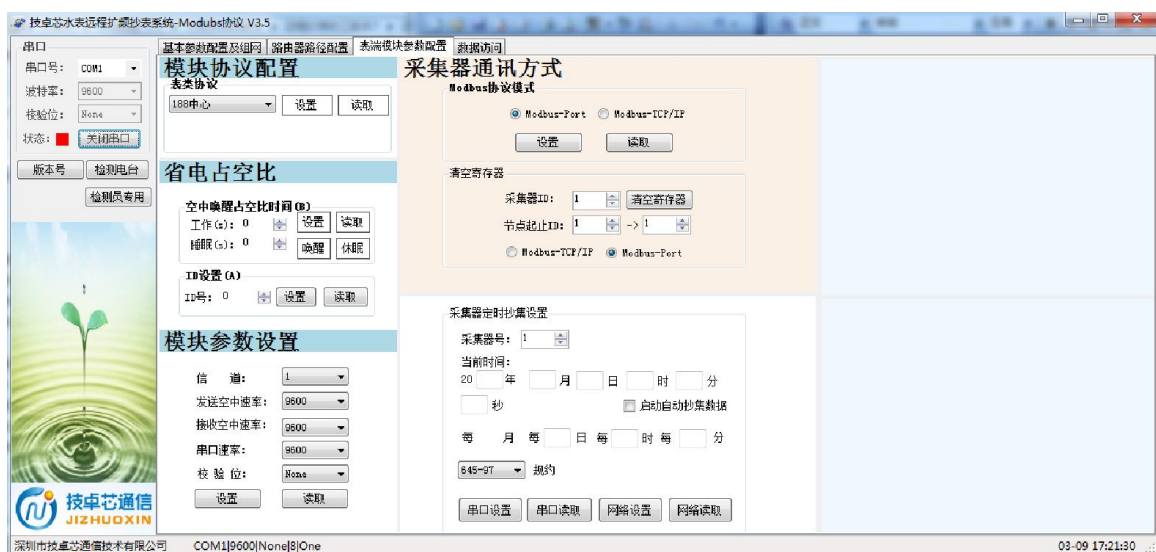 技卓芯水表远程扩频抄表系统-Modubs协议 V3.5
串口
串口号: COM1
波特率: 9600
校验位: None
状态: 关闭串口
版本号 检测电台
检测员专用
技卓芯通信
JIZHUOXIN
基本参数配置及组网 路由器路径配置 表端模块参数配置 数据访问
模块协议配置
表类协议
188中心 设置 读取
省电占空比
空中唤醒占空比时间(B)
工作(s): 0 设置 读取
睡眠(s): 0 唤醒 休眠
ID设置(A)
ID号: 0 设置 读取
模块参数设置
信 道: 1
发送空中速率: 9600
接收空中速率: 9600
串口速率: 9600
校 验 位: None
设置 读取
采集器通讯方式
Modbus协议模式
Modbus-Port Modbus-TCP/IP
设置 读取
清空寄存器
采集器ID: 1 清空寄存器
节点起止ID: 1 -> 1
Modbus-TCP/IP Modbus-Port
采集器定时抄集设置
采集器号: 1
当前时间:
20 年 月 日 时 分
秒 启动自动抄集数据
每 月 每 日 每 时 每 分
645-97 规约
串口设置 串口读取 网络设置 网络读取
深圳市技卓芯通信技术有限公司 COM1|9600|None|8|One 03-09 17:21:30